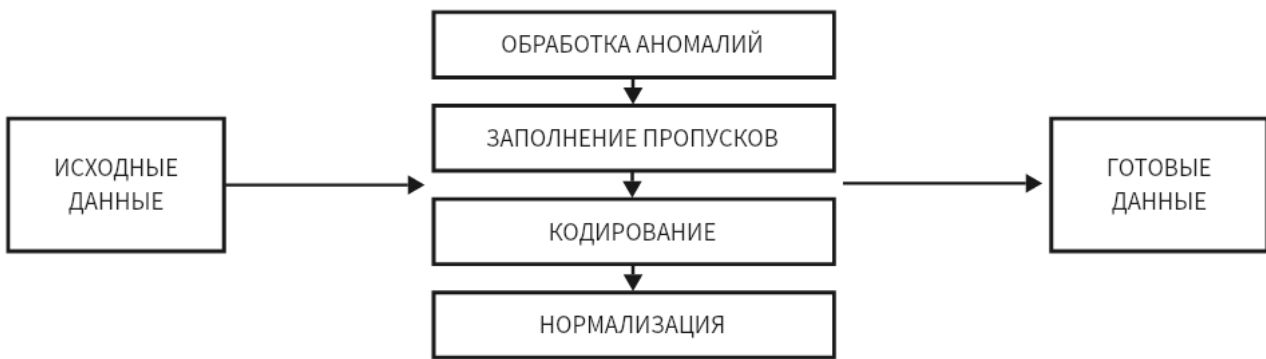 ИСХОДНЫЕ
ДАННЫЕ
ОБРАБОТКА АНОМАЛИЙ
ЗАПОЛНЕНИЕ ПРОПУСКОВ
КОДИРОВАНИЕ
НОРМАЛИЗАЦИЯ
ГОТОВЫЕ
ДАННЫЕ